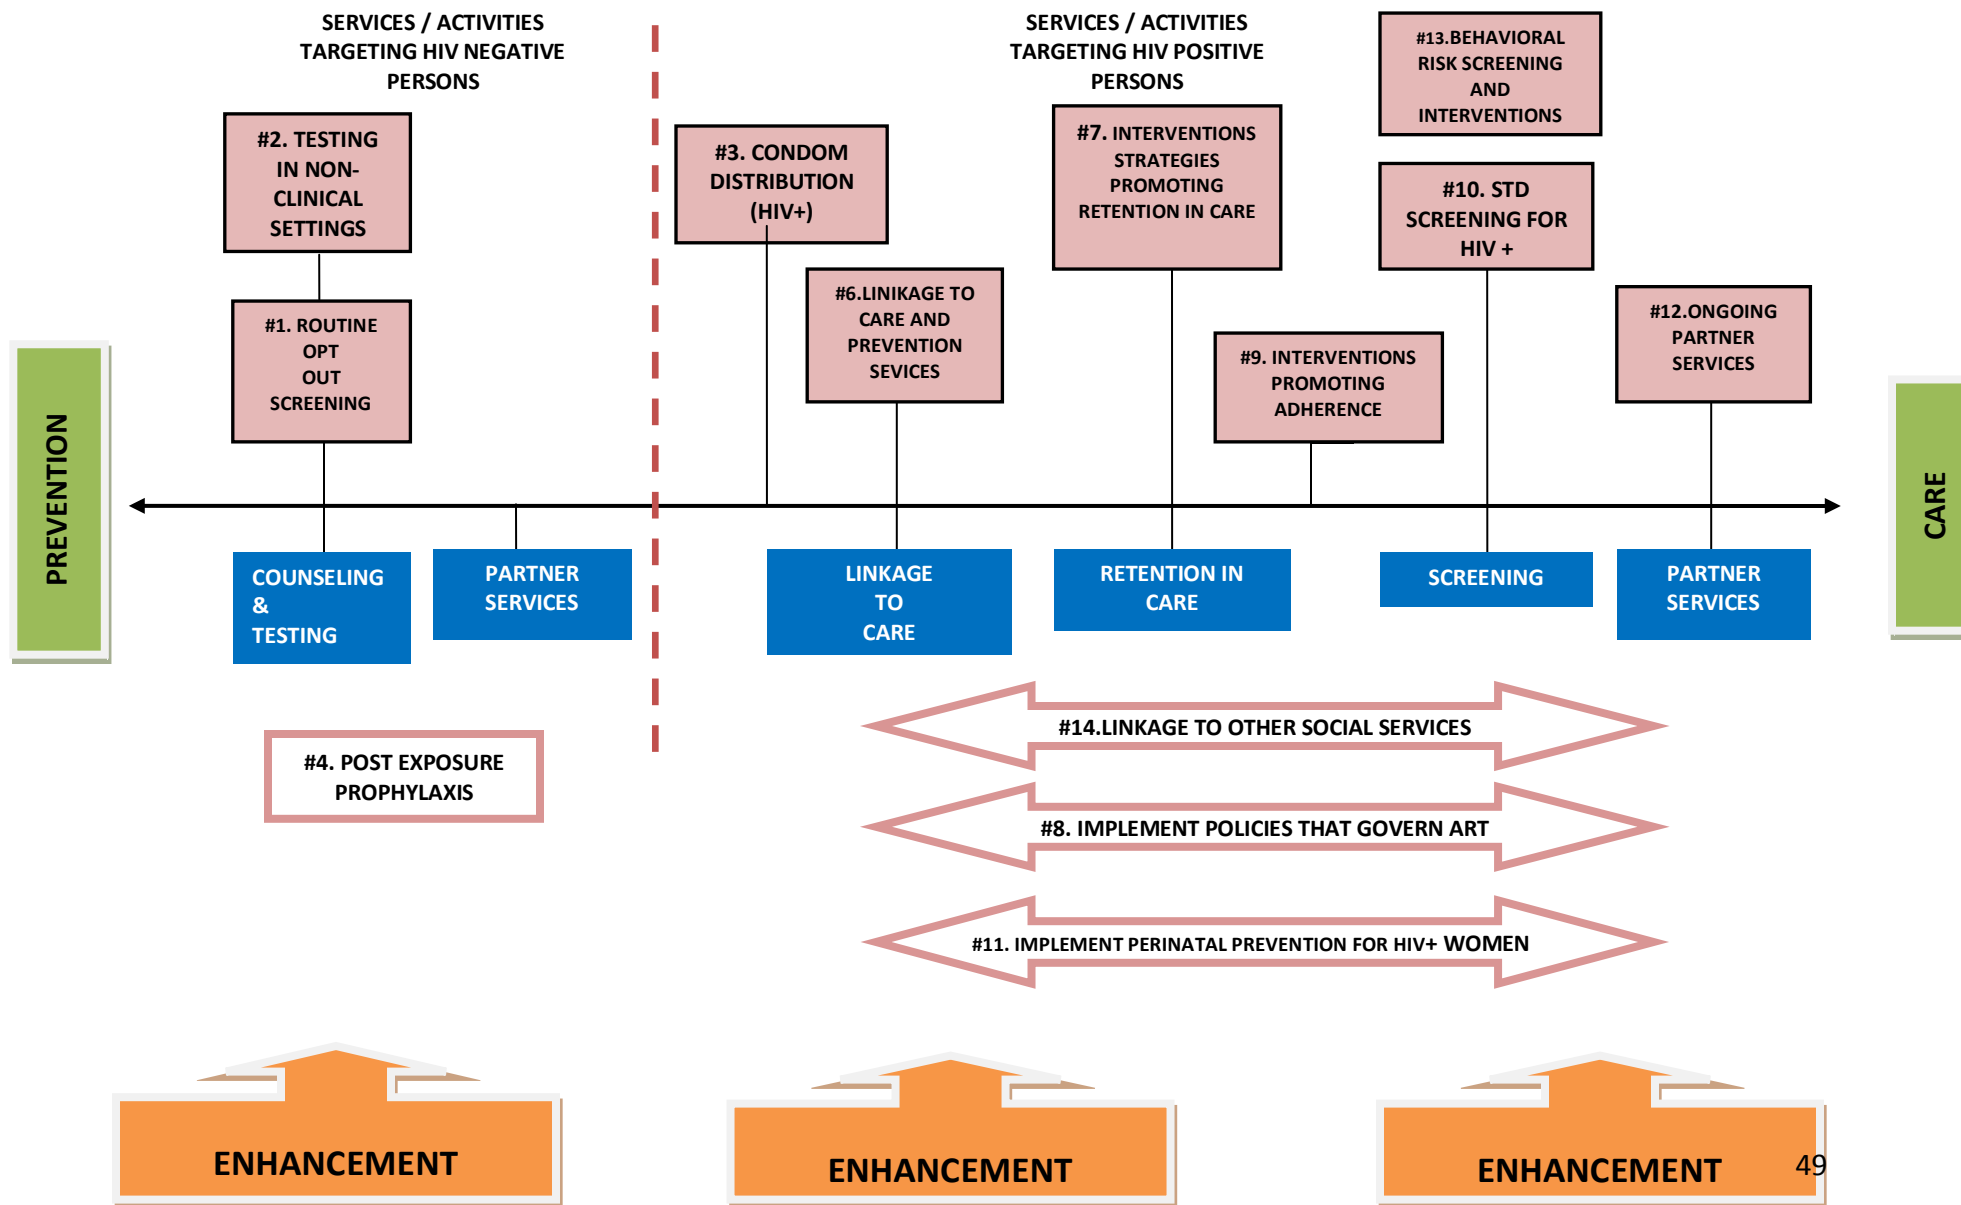 SERVICES / ACTIVITIES
TARGETING HIV NEGATIVE
PERSONS
SERVICES / ACTIVITIES
TARGETING HIV POSITIVE
PERSONS
#13.BEHAVIORAL
RISK SCREENING
AND
INTERVENTIONS
#2. TESTING
IN NON-
CLINICAL
SETTINGS
#3. CONDOM
DISTRIBUTION
(HIV+)
#7. INTERVENTIONS
STRATEGIES
PROMOTING
RETENTION IN CARE
#10. STD
SCREENING FOR
HIV +
#1. ROUTINE
OPT
OUT
SCREENING
#6.LINIKAGE TO
CARE AND
PREVENTION
SEVICES
#9. INTERVENTIONS
PROMOTING
ADHERENCE
#12.ONGOING
PARTNER
SERVICES
PREVENTION
CARE
COUNSELING
&
TESTING
PARTNER
SERVICES
LINKAGE
TO
CARE
RETENTION IN
CARE
SCREENING
PARTNER
SERVICES
#4. POST EXPOSURE
PROPHYLAXIS
#14.LINKAGE TO OTHER SOCIAL SERVICES
#8. IMPLEMENT POLICIES THAT GOVERN ART
#11. IMPLEMENT PERINATAL PREVENTION FOR HIV+ WOMEN
ENHANCEMENT
ENHANCEMENT
ENHANCEMENT
49